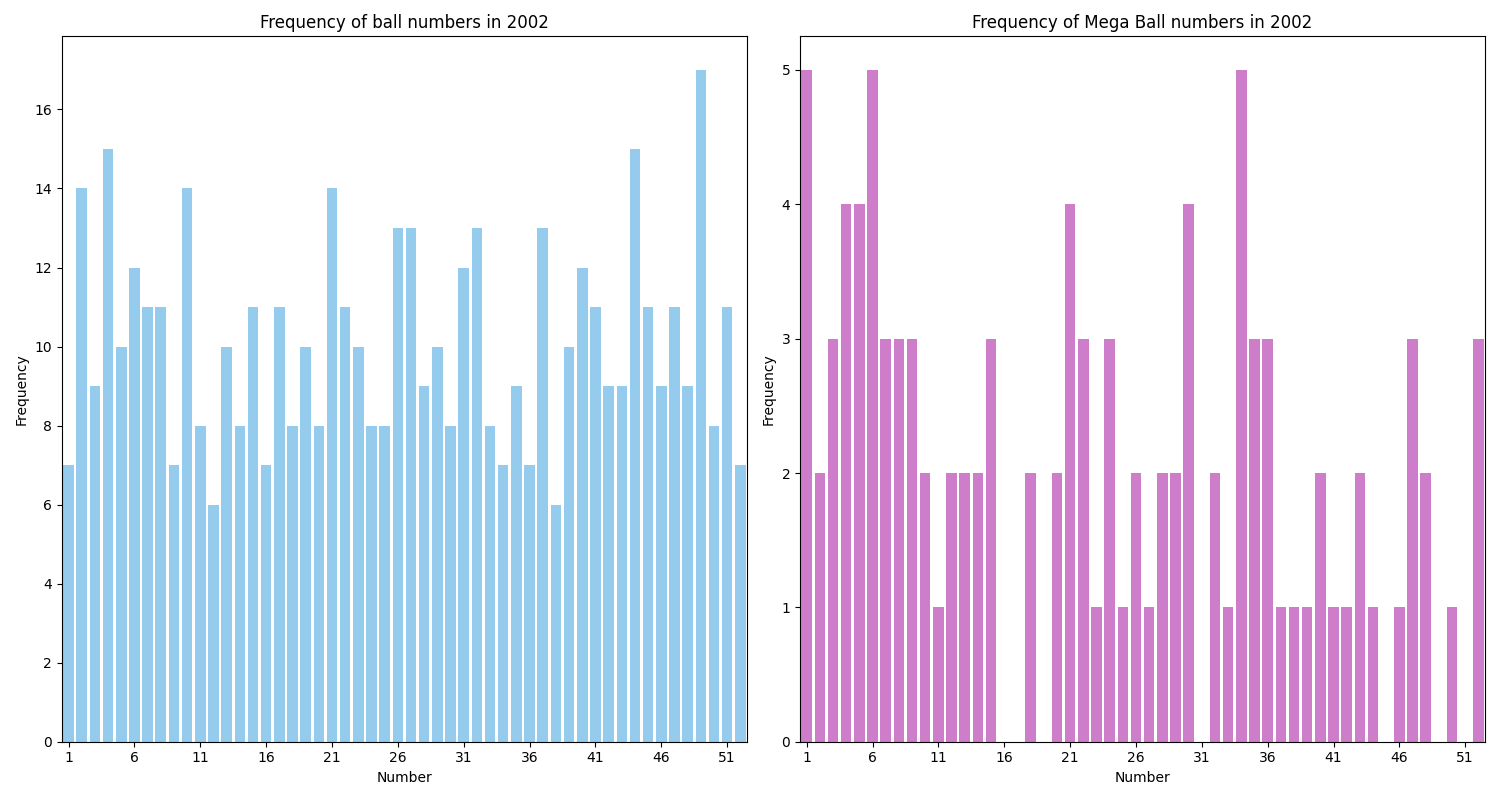 Frequency of ball numbers in 2002
Frequency
16
14
12
10
8
6
4
2
0
1 6 11 16 21 26 31 36 41 46 51
Number
Frequency of Mega Ball numbers in 2002
Frequency
5
4
3
2
1
0
1 6 11 16 21 26 31 36 41 46 51
Number